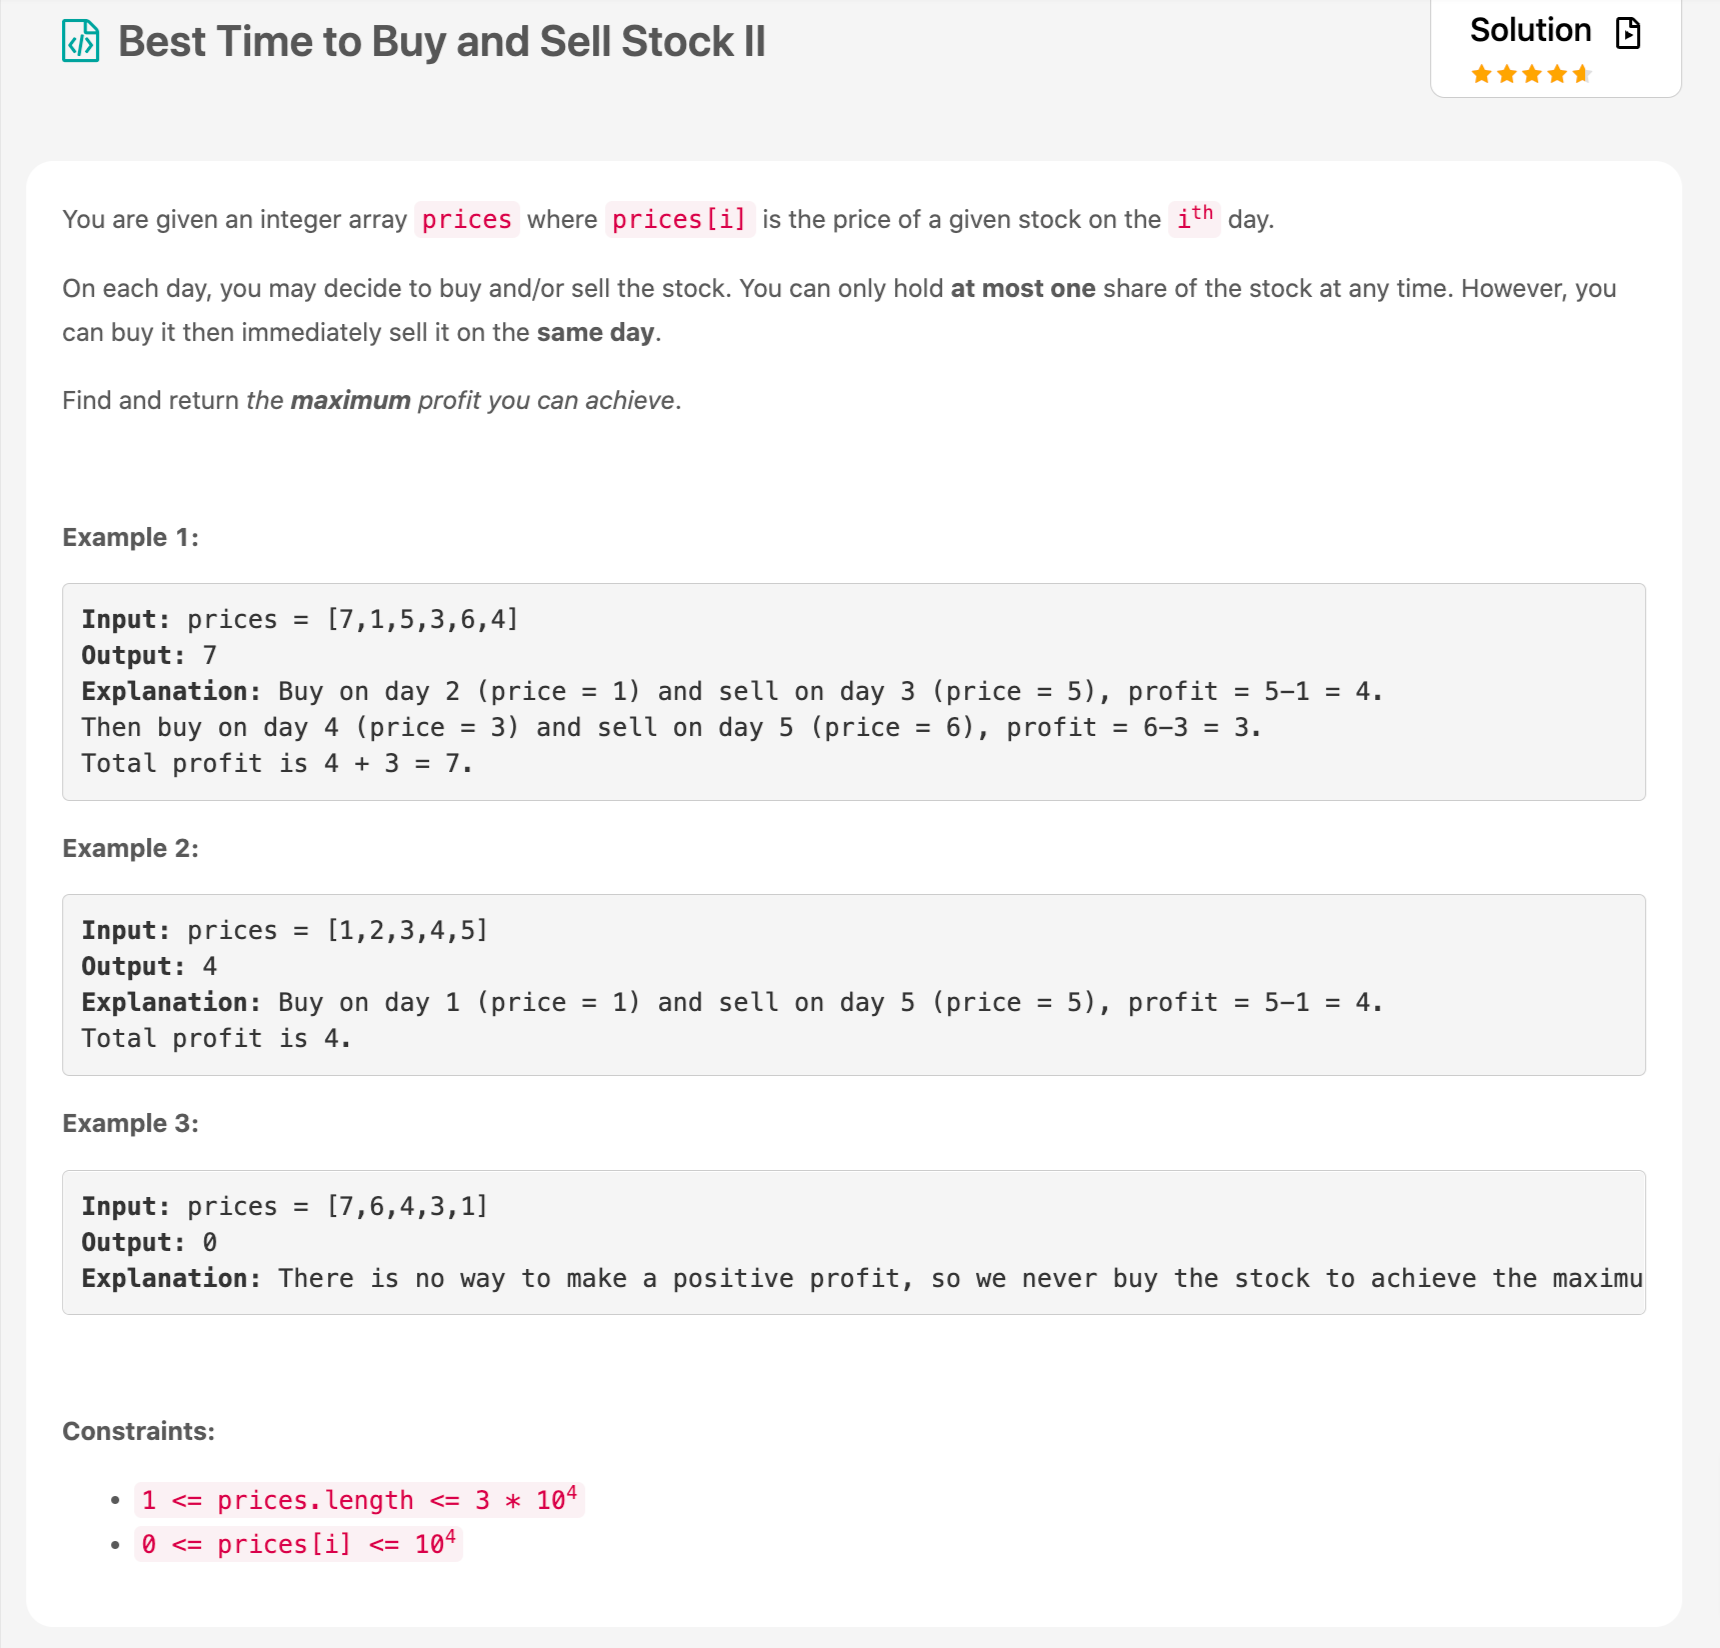 Best Time to Buy and Sell Stock II
Solution
You are given an integer array prices where prices[i] is the price of a given stock on the iᵗʰ day.
On each day, you may decide to buy and/or sell the stock. You can only hold at most one share of the stock at any time. However, you
can buy it then immediately sell it on the same day.
Find and return the maximum profit you can achieve.
Example 1:
Input: prices = [7,1,5,3,6,4]
Output: 7
Explanation: Buy on day 2 (price = 1) and sell on day 3 (price = 5), profit = 5-1 = 4.
Then buy on day 4 (price = 3) and sell on day 5 (price = 6), profit = 6-3 = 3.
Total profit is 4 + 3 = 7.
Example 2:
Input: prices = [1,2,3,4,5]
Output: 4
Explanation: Buy on day 1 (price = 1) and sell on day 5 (price = 5), profit = 5-1 = 4.
Total profit is 4.
Example 3:
Input: prices = [7,6,4,3,1]
Output: 0
Explanation: There is no way to make a positive profit, so we never buy the stock to achieve the maximu
Constraints:
• 1 <= prices.length <= 3 * 10⁴
• 0 <= prices[i] <= 10⁴